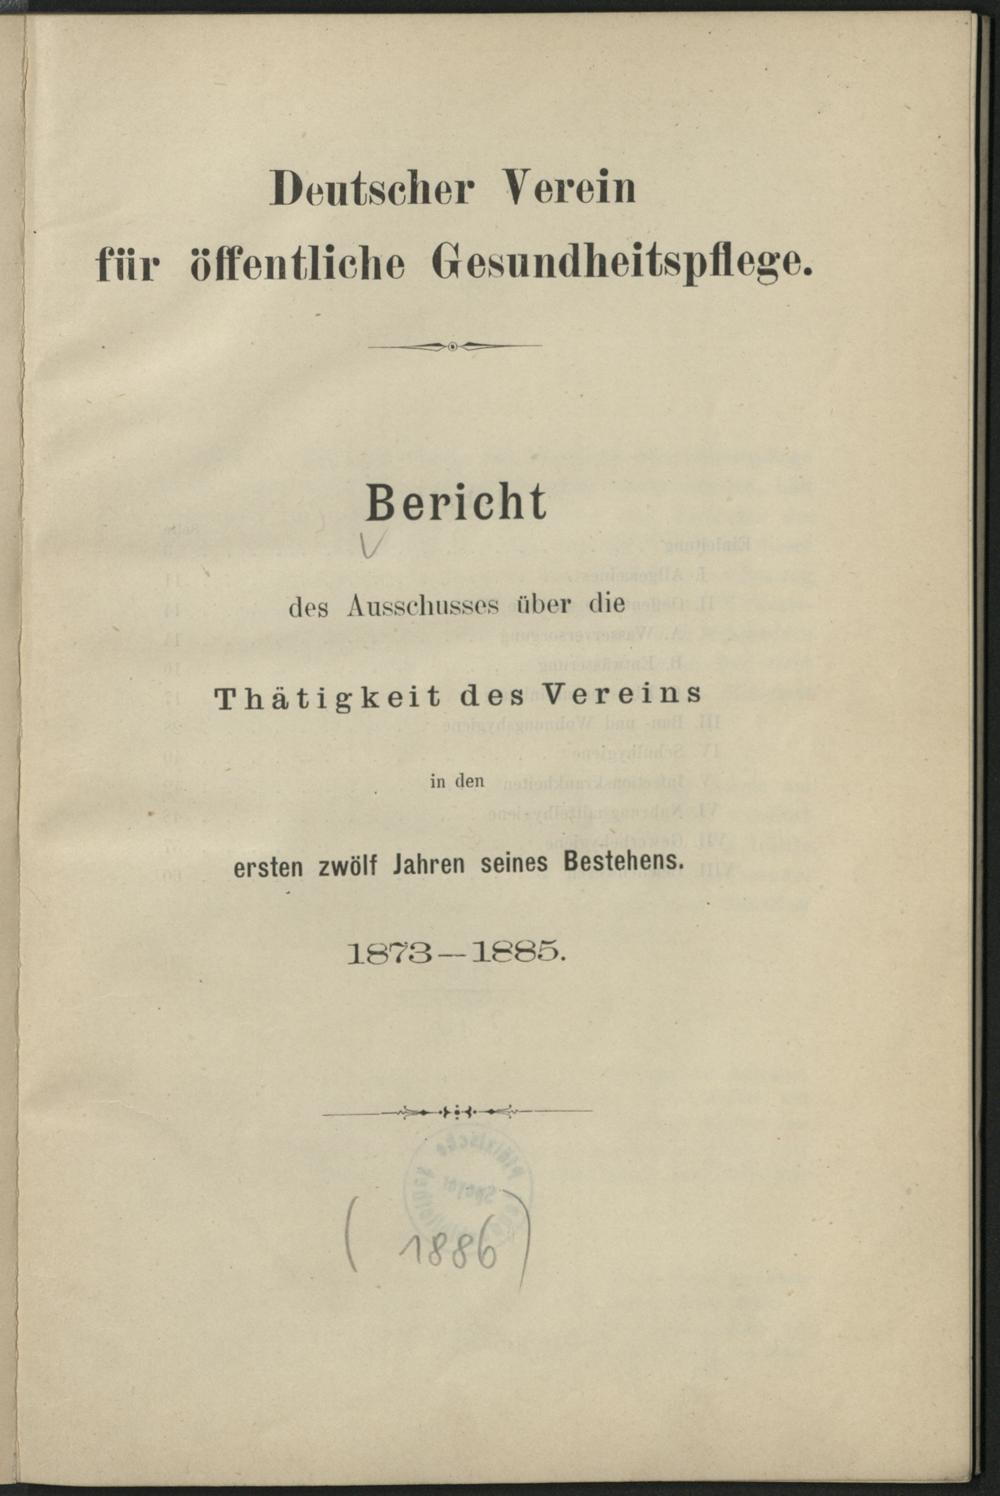 Deutscher Verein
für öffentliche Gesundheitspflege.
Bericht
des Ausschusses über die
Thätigkeit des Vereins
in den
ersten zwölf Jahren seines Bestehens.
1873—1885.
(1886)